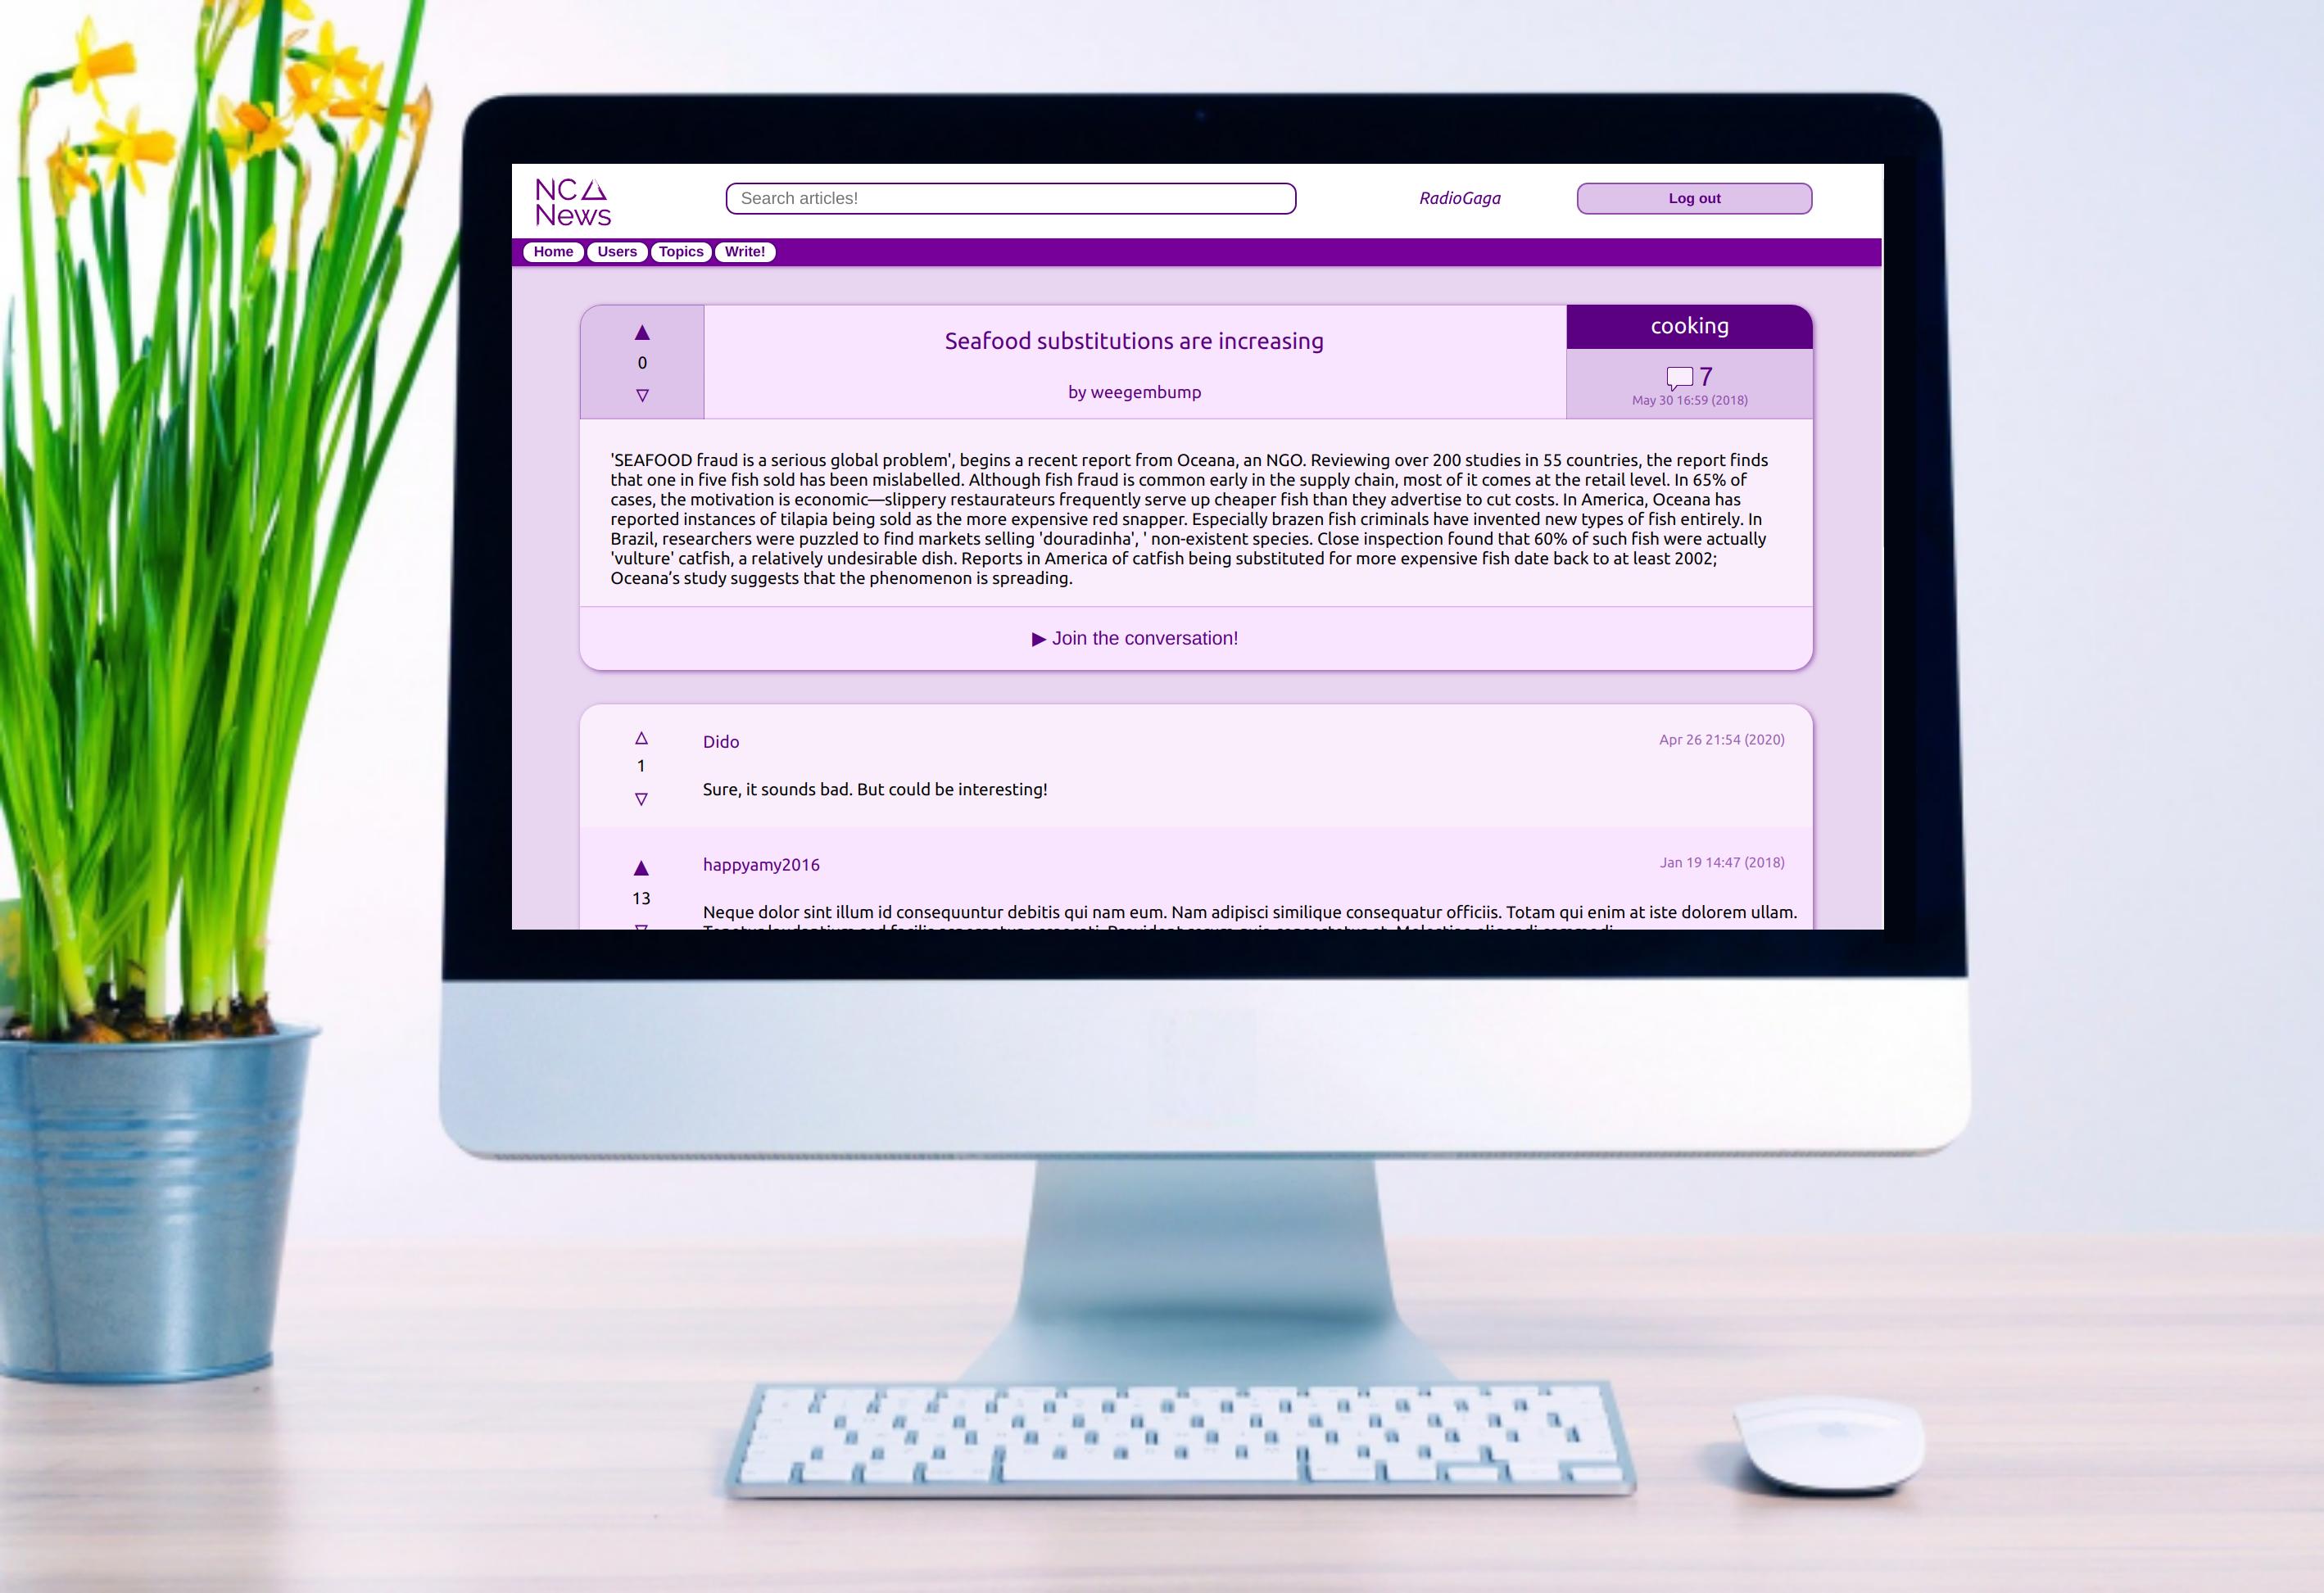 NC
News
Search articles!
RadioGaga
Log out
Home Users Topics Write!
▲
0
▽
Seafood substitutions are increasing
by weegembump
cooking
7
May 30 16:59 (2018)
'SEAFOOD fraud is a serious global problem', begins a recent report from Oceana, an NGO. Reviewing over 200 studies in 55 countries, the report finds
that one in five fish sold has been mislabelled. Although fish fraud is common early in the supply chain, most of it comes at the retail level. In 65% of
cases, the motivation is economic—slippery restaurateurs frequently serve up cheaper fish than they advertise to cut costs. In America, Oceana has
reported instances of tilapia being sold as the more expensive red snapper. Especially brazen fish criminals have invented new types of fish entirely. In
Brazil, researchers were puzzled to find markets selling 'douradinha', ' non-existent species. Close inspection found that 60% of such fish were actually
'vulture' catfish, a relatively undesirable dish. Reports in America of catfish being substituted for more expensive fish date back to at least 2002;
Oceana’s study suggests that the phenomenon is spreading.
▶ Join the conversation!
△
1
▽
Dido
Apr 26 21:54 (2020)
Sure, it sounds bad. But could be interesting!
▲
13
happyamy2016
Jan 19 14:47 (2018)
Neque dolor sint illum id consequuntur debitis qui nam eum. Nam adipisci similique consequatur officiis. Totam qui enim at iste dolorem ullam.